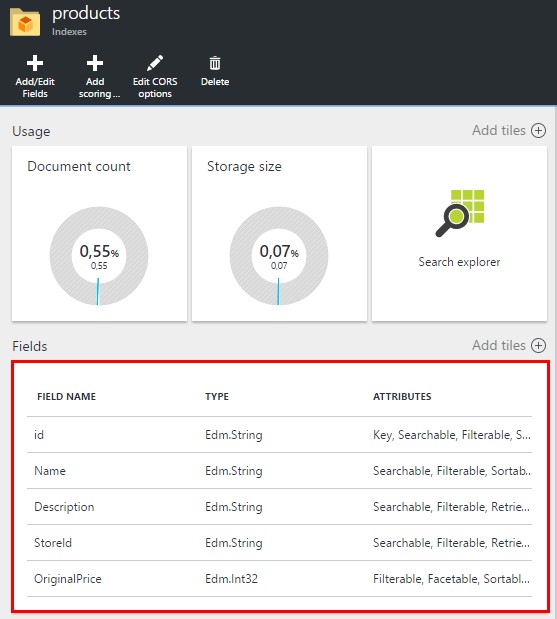 products
Indexes
Add/Edit Fields
Add scoring ...
Edit CORS options
Delete
Usage
Add tiles
Document count
Storage size
0,55%
0,55
0,07%
0,07
Search explorer
Fields
Add tiles
FIELD NAME TYPE ATTRIBUTES
id Edm.String Key, Searchable, Filterable, S...
Name Edm.String Searchable, Filterable, Sortab...
Description Edm.String Searchable, Filterable, Retrie...
StoreId Edm.String Searchable, Filterable, Retrie...
OriginalPrice Edm.Int32 Filterable, Facetable, Sortabl...